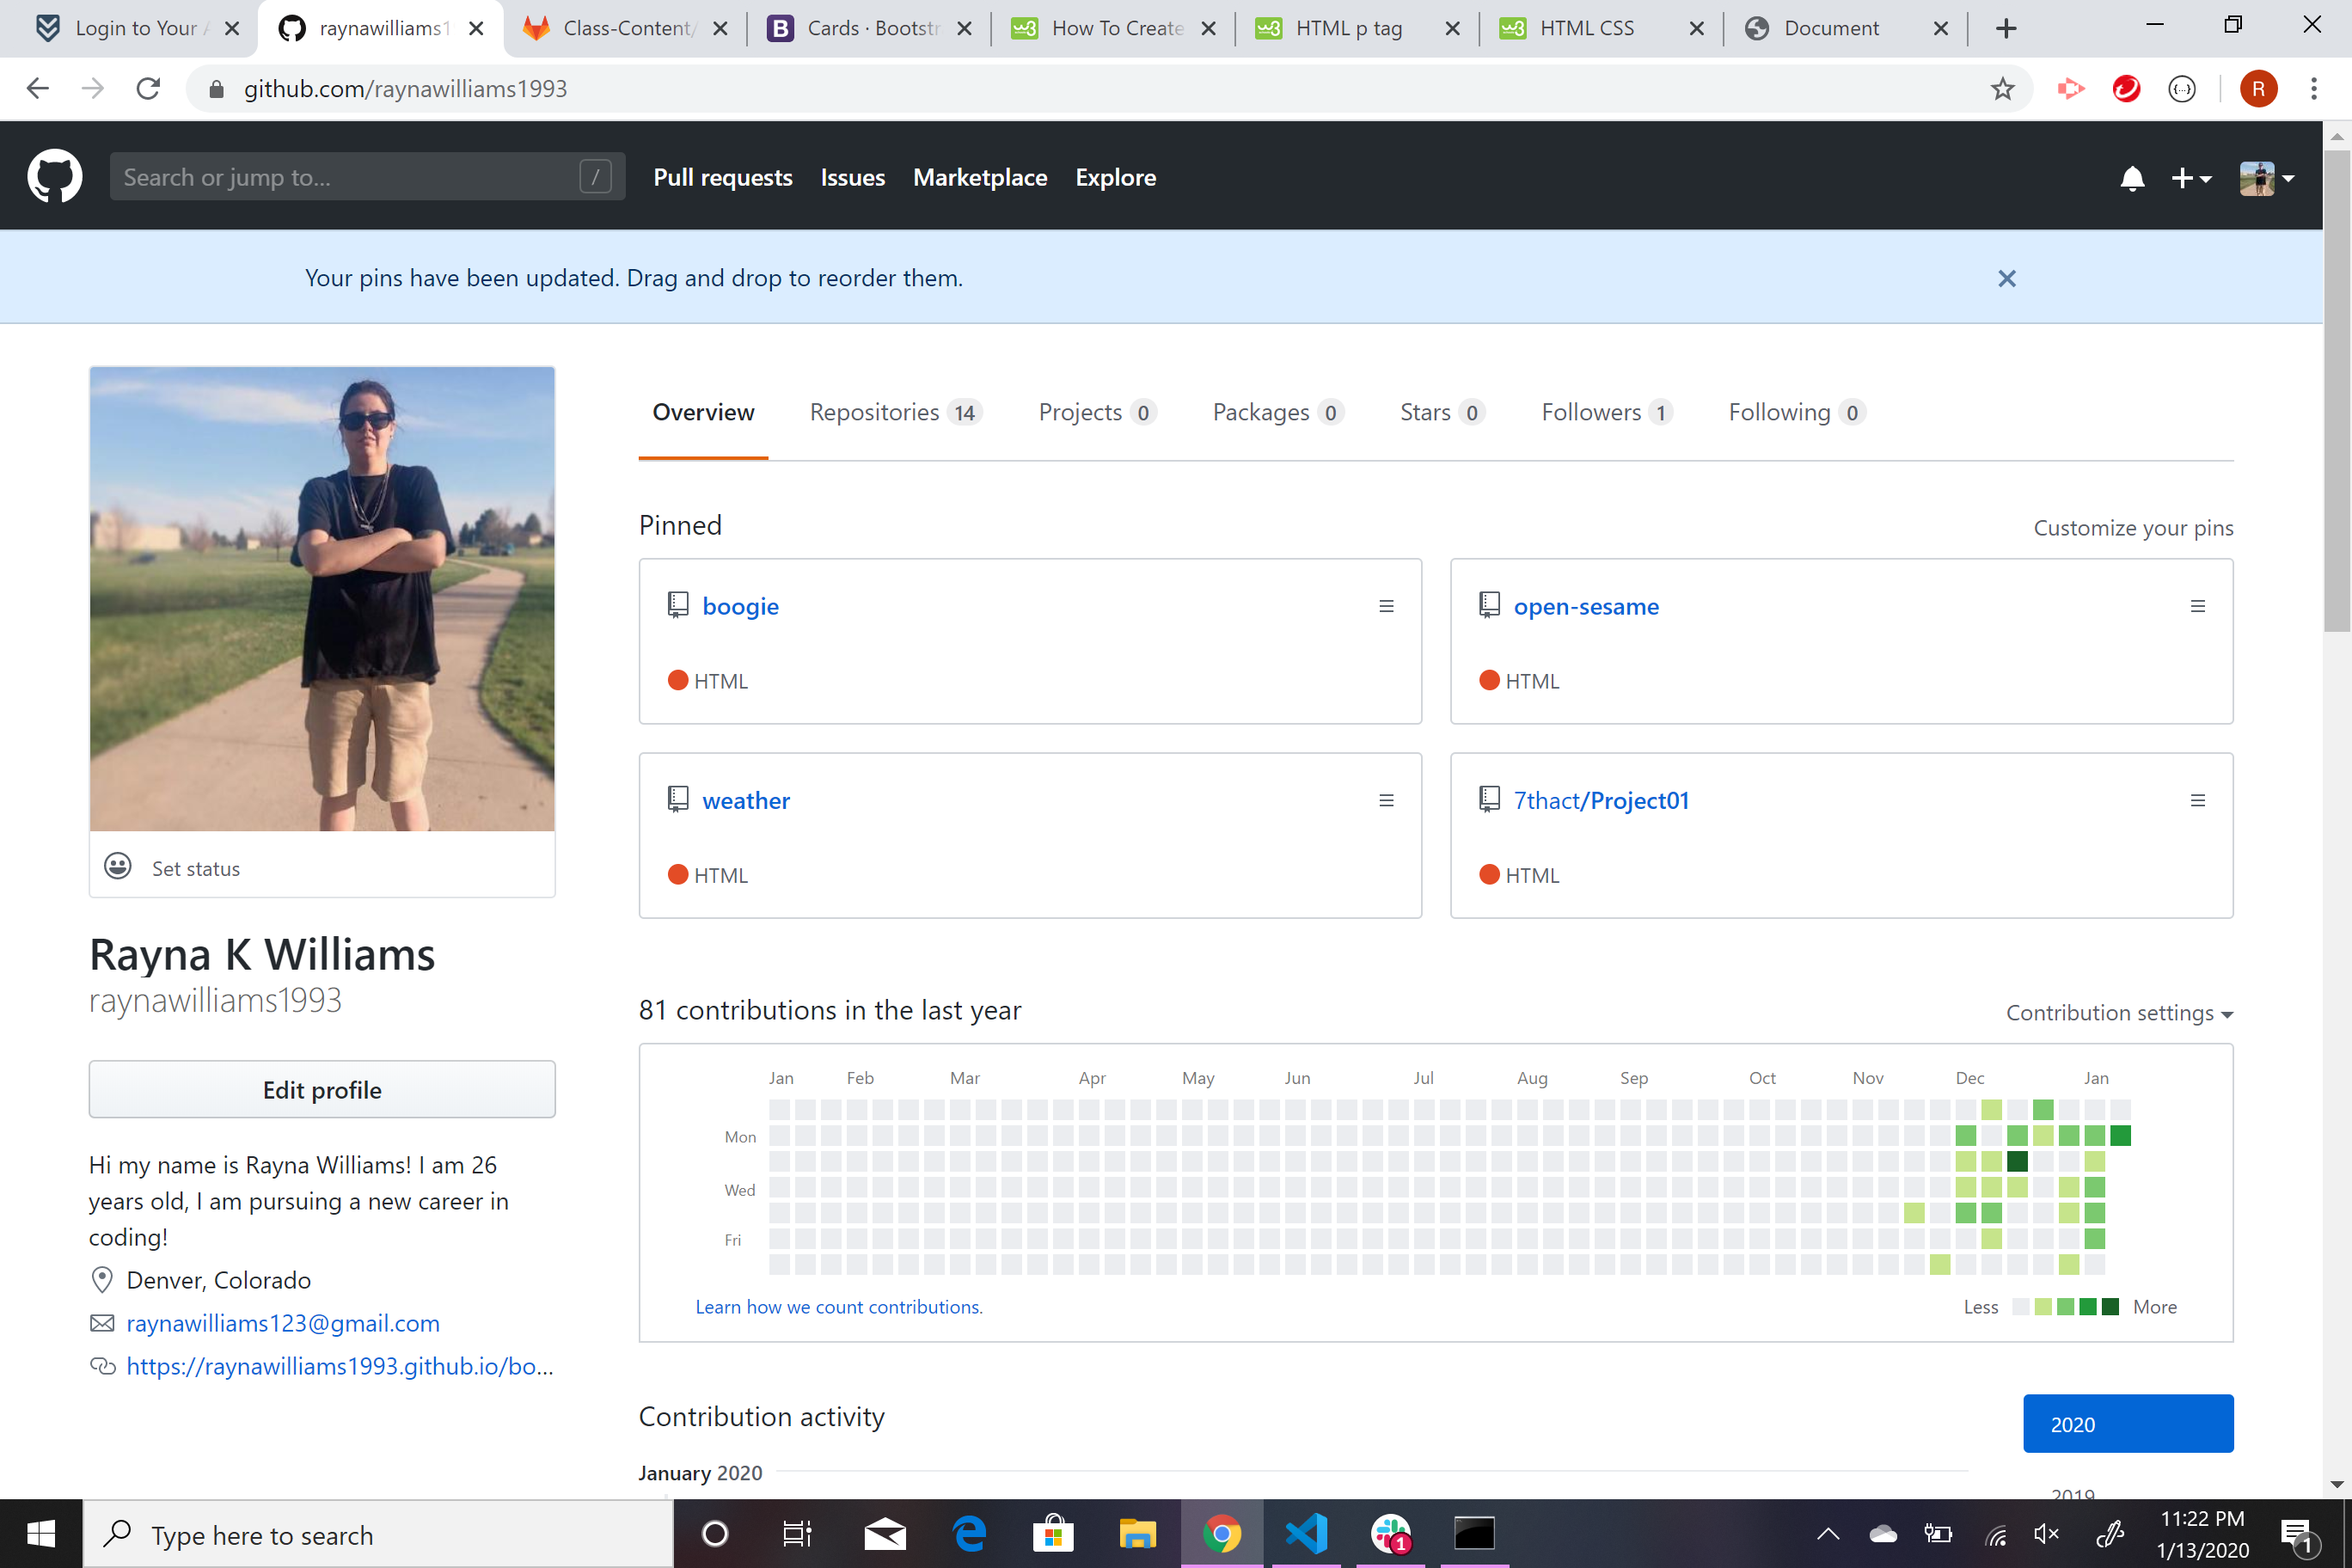 Login to Your A
raynawilliams1
Class-Content/
Cards · Bootstr
How To Create
HTML p tag
HTML CSS
Document
github.com/raynawilliams1993
R
Search or jump to...
/
Pull requests
Issues
Marketplace
Explore
Your pins have been updated. Drag and drop to reorder them.
Overview
Repositories 14
Projects 0
Packages 0
Stars 0
Followers 1
Following 0
Set status
Rayna K Williams
raynawilliams1993
Edit profile
Hi my name is Rayna Williams! I am 26
years old, I am pursuing a new career in
coding!
Denver, Colorado
raynawilliams123@gmail.com
https://raynawilliams1993.github.io/bo...
Pinned
Customize your pins
boogie
HTML
open-sesame
HTML
weather
HTML
7thact/Project01
HTML
81 contributions in the last year
Contribution settings
Jan Feb Mar Apr May Jun Jul Aug Sep Oct Nov Dec Jan
Mon
Wed
Fri
Learn how we count contributions.
Less
More
Contribution activity
2020
January 2020
2019
Type here to search
1
11:22 PM
1/13/2020
1